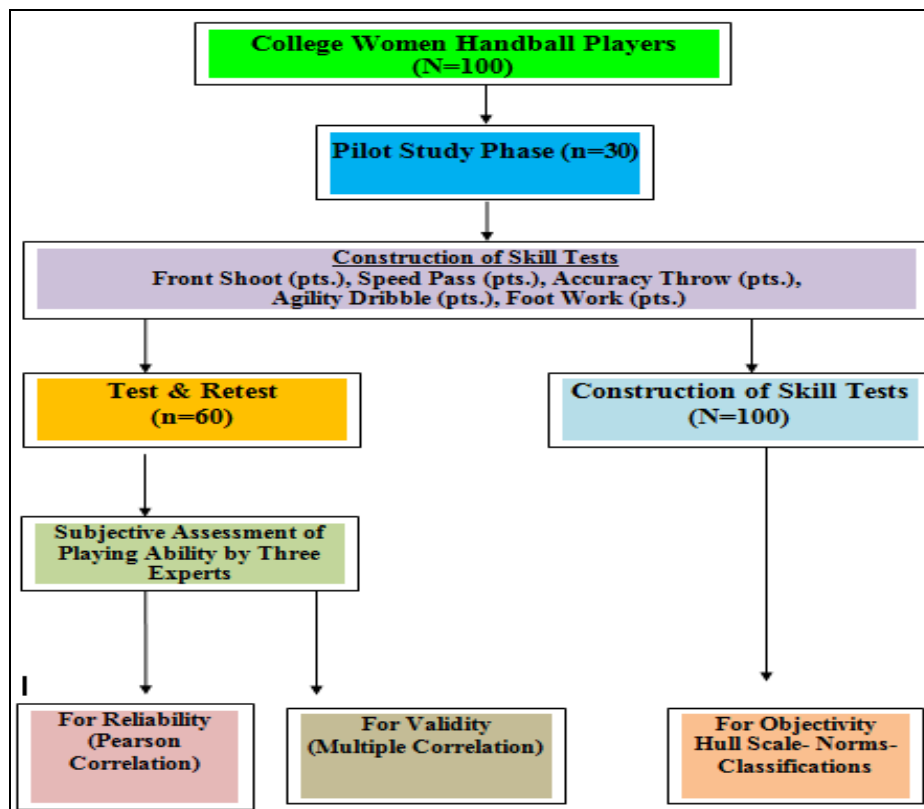 College Women Handball Players
(N=100)
Pilot Study Phase (n=30)
Construction of Skill Tests
Front Shoot (pts.), Speed Pass (pts.), Accuracy Throw (pts.),
Agility Dribble (pts.), Foot Work (pts.)
Test & Retest
(n=60)
Construction of Skill Tests
(N=100)
Subjective Assessment of
Playing Ability by Three
Experts
For Reliability
(Pearson
Correlation)
For Validity
(Multiple Correlation)
For Objectivity
Hull Scale- Norms-
Classifications